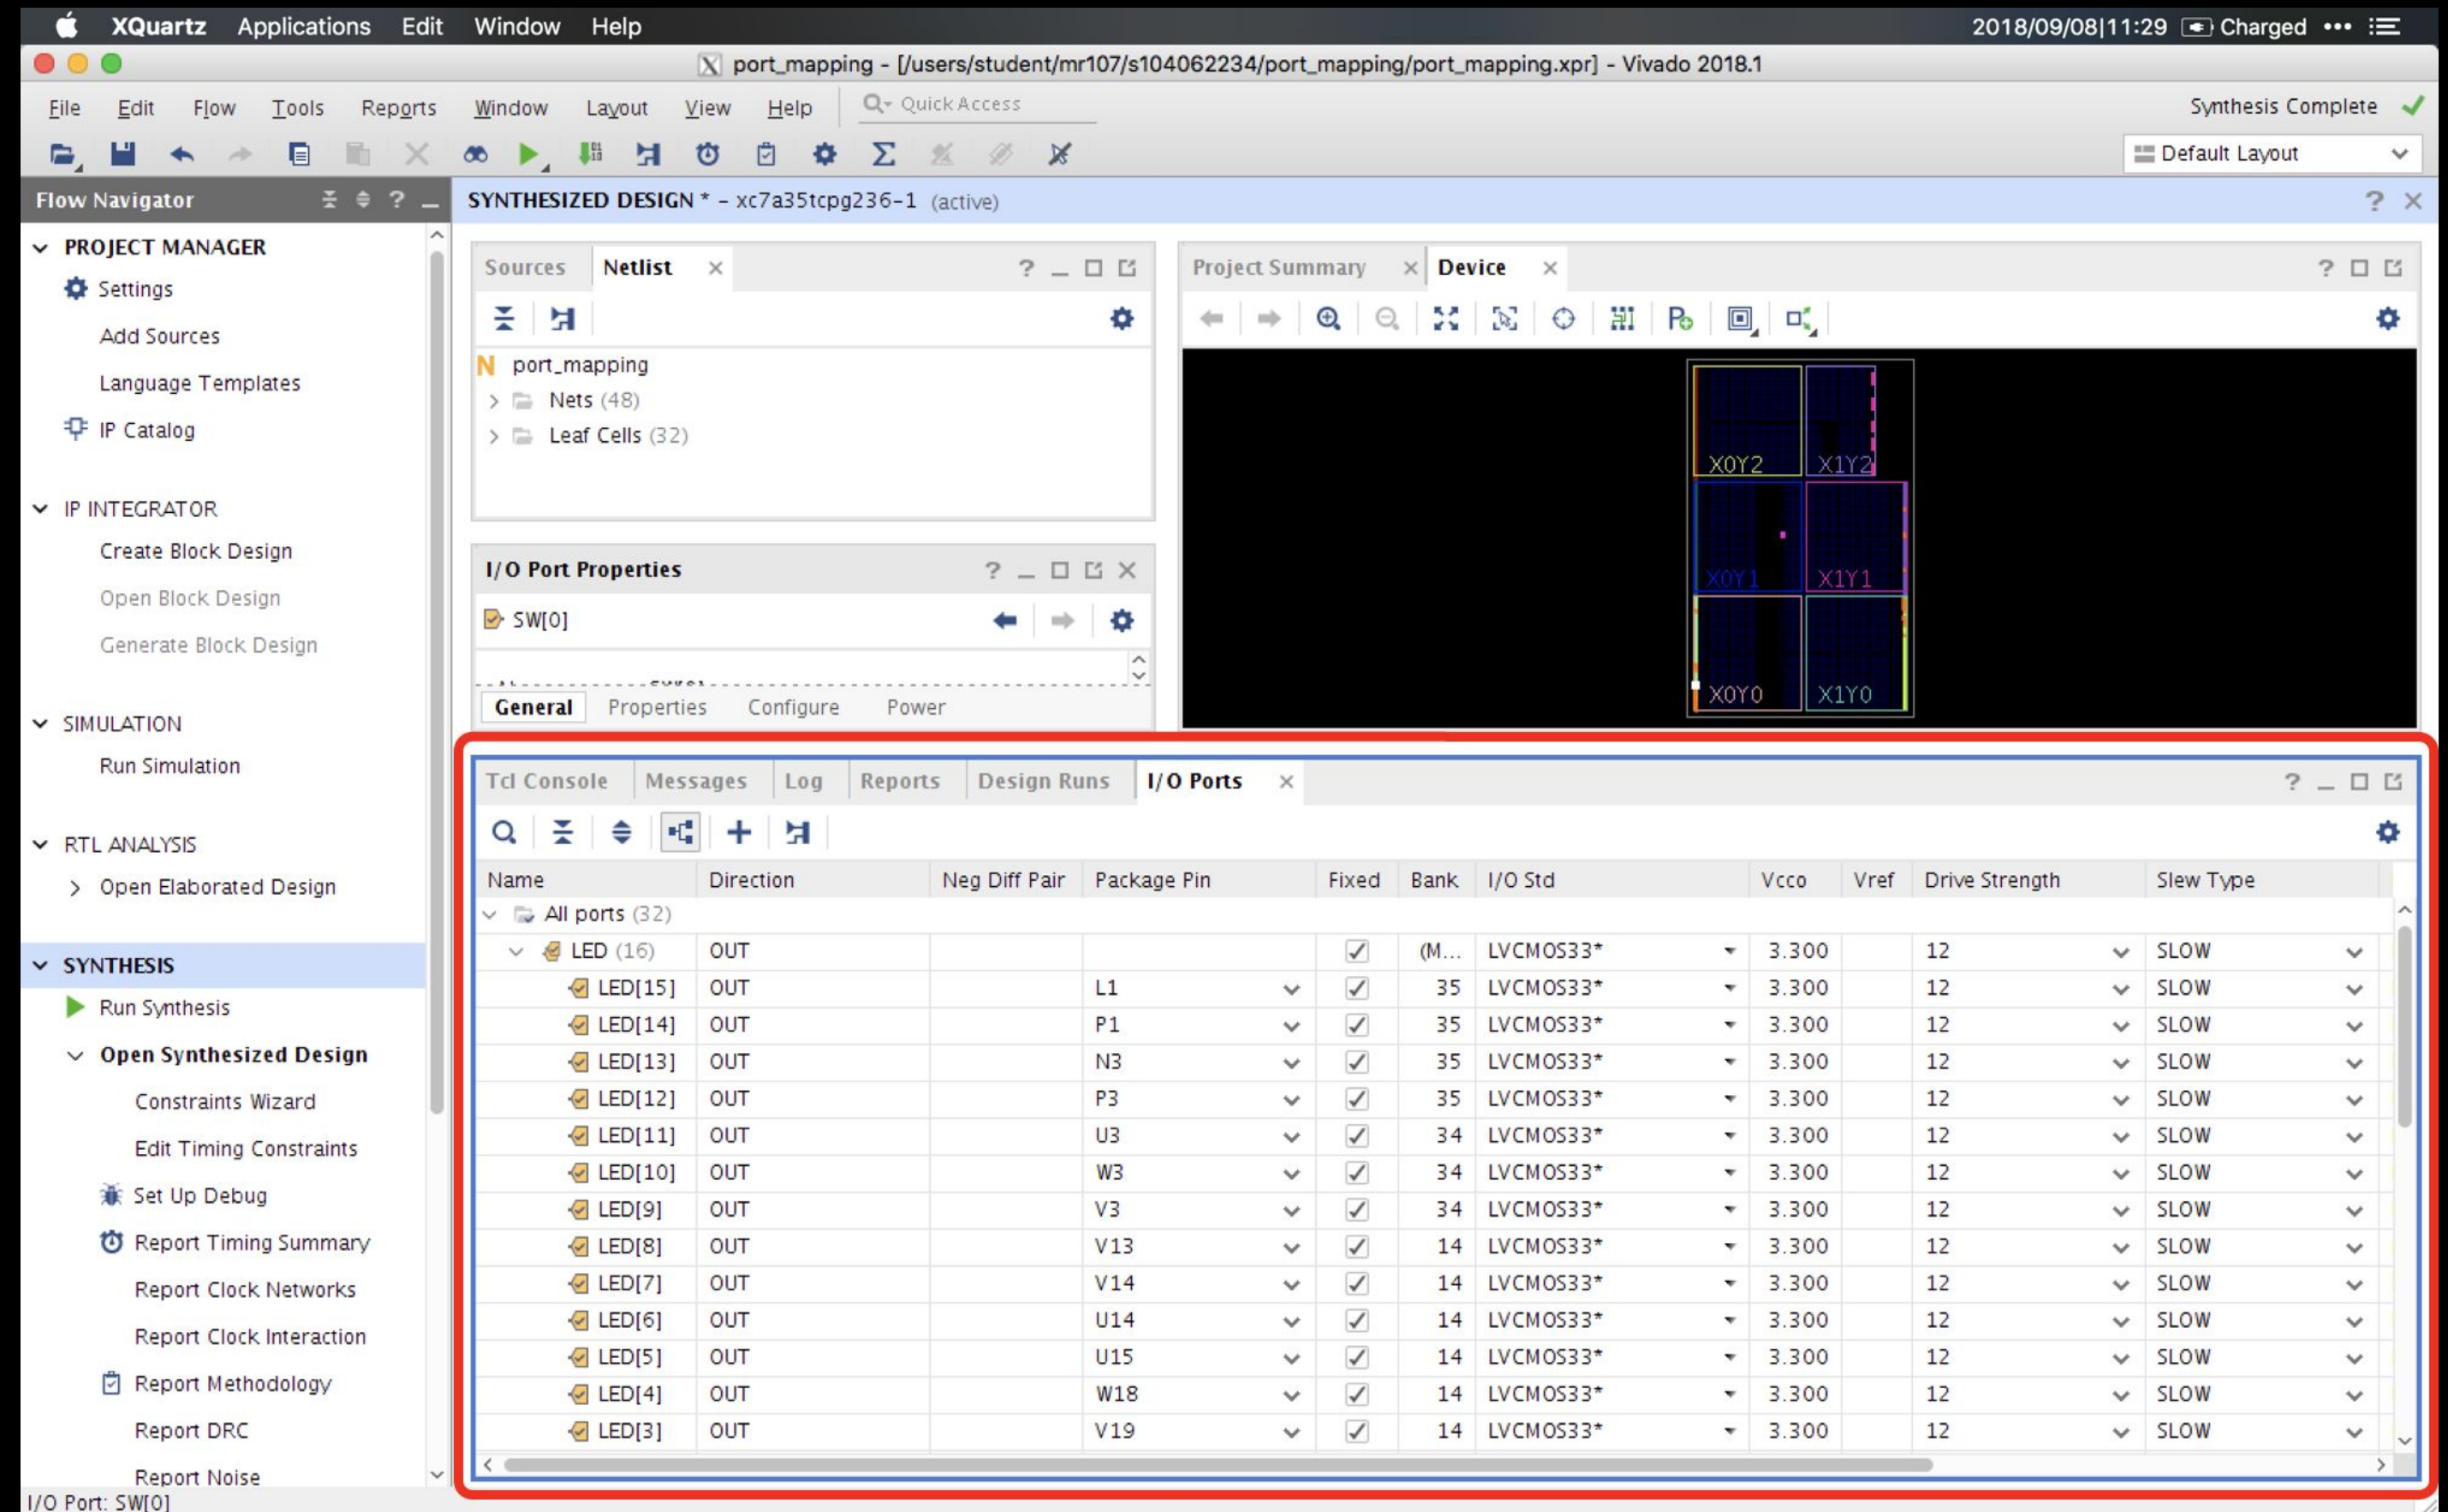 XQuartz Applications Edit Window Help 2018/09/08|11:29 Charged
port_mapping - [/users/student/mr107/s104062234/port_mapping/port_mapping.xpr] - Vivado 2018.1
File Edit Flow Tools Reports Window Layout View Help Quick Access Synthesis Complete
Default Layout
Flow Navigator
SYNTHESIZED DESIGN * - xc7a35tcpg236-1 (active)
PROJECT MANAGER
Settings
Add Sources
Language Templates
IP Catalog
IP INTEGRATOR
Create Block Design
Open Block Design
Generate Block Design
SIMULATION
Run Simulation
RTL ANALYSIS
Open Elaborated Design
SYNTHESIS
Run Synthesis
Open Synthesized Design
Constraints Wizard
Edit Timing Constraints
Set Up Debug
Report Timing Summary
Report Clock Networks
Report Clock Interaction
Report Methodology
Report DRC
Report Noise
Sources Netlist
N port_mapping
Nets (48)
Leaf Cells (32)
I/O Port Properties
SW[0]
General Properties Configure Power
Project Summary Device
X0Y2 X1Y2
X0Y1 X1Y1
X0Y0 X1Y0
Tcl Console Messages Log Reports Design Runs I/O Ports
Name Direction Neg Diff Pair Package Pin Fixed Bank I/O Std Vcco Vref Drive Strength Slew Type
All ports (32)
LED (16) OUT (M... LVCMOS33* 3.300 12 SLOW
LED[15] OUT L1 35 LVCMOS33* 3.300 12 SLOW
LED[14] OUT P1 35 LVCMOS33* 3.300 12 SLOW
LED[13] OUT N3 35 LVCMOS33* 3.300 12 SLOW
LED[12] OUT P3 35 LVCMOS33* 3.300 12 SLOW
LED[11] OUT U3 34 LVCMOS33* 3.300 12 SLOW
LED[10] OUT W3 34 LVCMOS33* 3.300 12 SLOW
LED[9] OUT V3 34 LVCMOS33* 3.300 12 SLOW
LED[8] OUT V13 14 LVCMOS33* 3.300 12 SLOW
LED[7] OUT V14 14 LVCMOS33* 3.300 12 SLOW
LED[6] OUT U14 14 LVCMOS33* 3.300 12 SLOW
LED[5] OUT U15 14 LVCMOS33* 3.300 12 SLOW
LED[4] OUT W18 14 LVCMOS33* 3.300 12 SLOW
LED[3] OUT V19 14 LVCMOS33* 3.300 12 SLOW
I/O Port: SW[0]